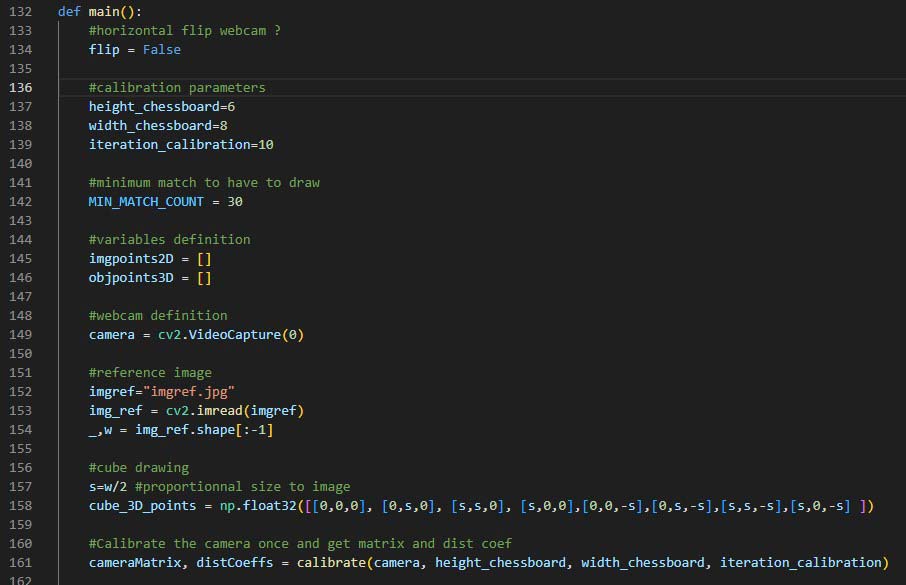 132 def main():
133     #horizontal flip webcam ?
134     flip = False
135
136     #calibration parameters
137     height_chessboard=6
138     width_chessboard=8
139     iteration_calibration=10
140
141     #minimum match to have to draw
142     MIN_MATCH_COUNT = 30
143
144     #variables definition
145     imgpoints2D = []
146     objpoints3D = []
147
148     #webcam definition
149     camera = cv2.VideoCapture(0)
150
151     #reference image
152     imgref="imgref.jpg"
153     img_ref = cv2.imread(imgref)
154     _,w = img_ref.shape[:-1]
155
156     #cube drawing
157     s=w/2 #proportionnal size to image
158     cube_3D_points = np.float32([[0,0,0], [0,s,0], [s,s,0], [s,0,0],[0,0,-s],[0,s,-s],[s,s,-s],[s,0,-s] ])
159
160     #Calibrate the camera once and get matrix and dist coef
161     cameraMatrix, distCoeffs = calibrate(camera, height_chessboard, width_chessboard, iteration_calibration)
162